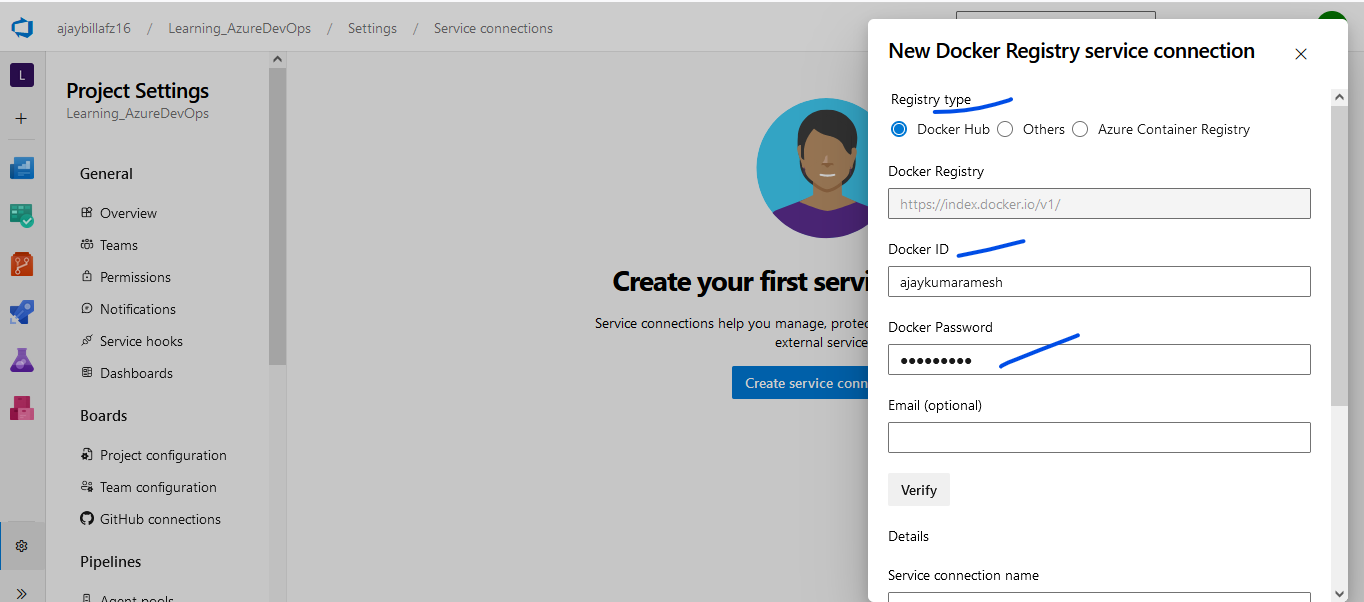 ajaybillafz16 / Learning_AzureDevOps / Settings / Service connections
L
Project Settings
Learning_AzureDevOps
General
Overview
Teams
Permissions
Notifications
Service hooks
Dashboards
Boards
Project configuration
Team configuration
GitHub connections
Pipelines
Agent pools
Create your first servi
Service connections help you manage, protec
external service
Create service conn
New Docker Registry service connection
Registry type
Docker Hub Others Azure Container Registry
Docker Registry
https://index.docker.io/v1/
Docker ID
ajaykumaramesh
Docker Password
•••••••••
Email (optional)
Verify
Details
Service connection name